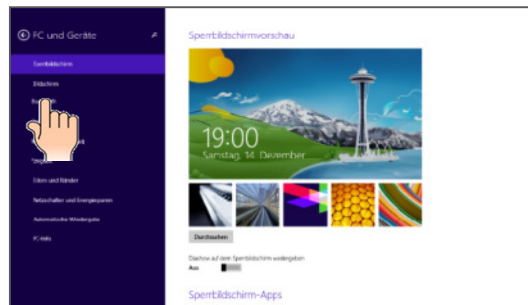 PC und Geräte
Sperrbildschirm
Bildschirm
Ecken und Ränder
Netzschalter und Energiesparen
Automatische Wiedergabe
PC-Info
Sperrbildschirmvorschau
19:00
Samstag, 14. Dezember
Durchsuchen
Diashow auf dem Sperrbildschirm wiedergeben
Aus
Sperrbildschirm-Apps